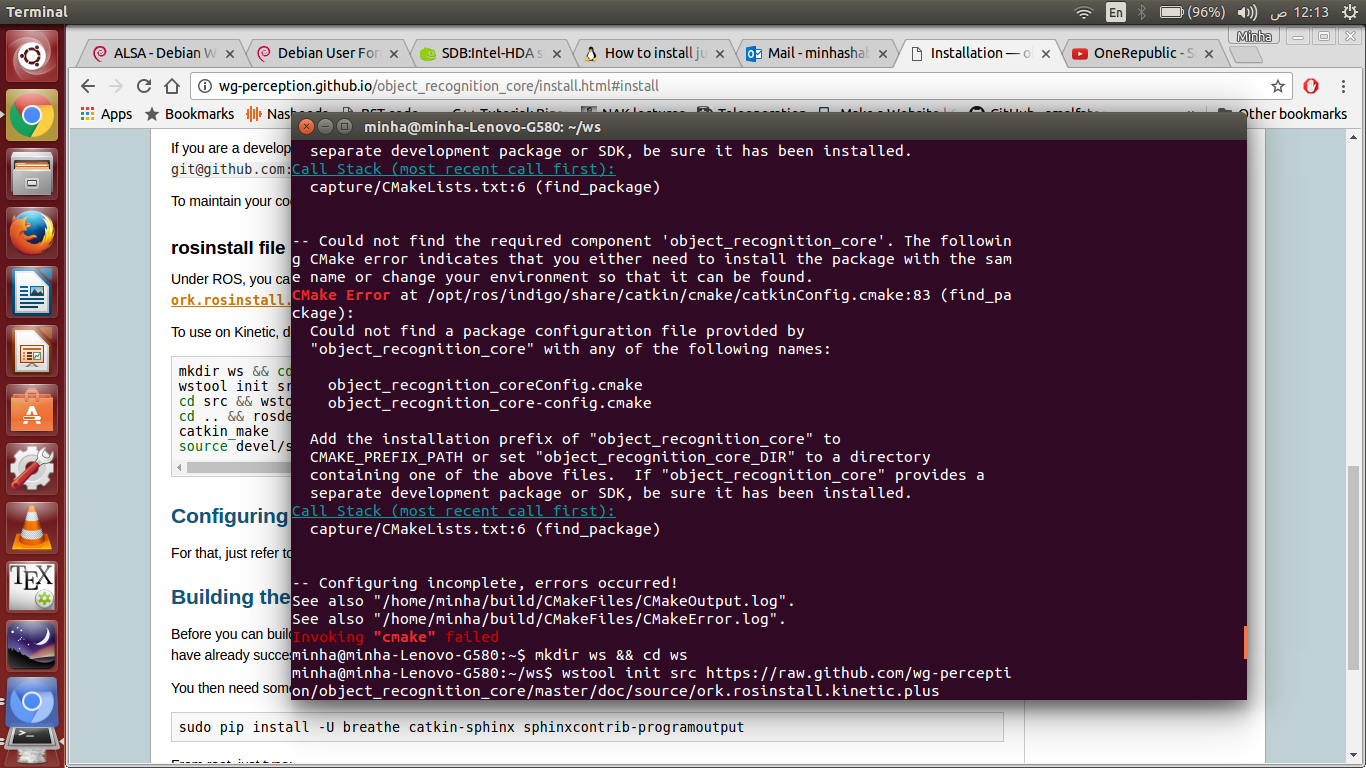 Terminal
En
(96%)
12:13 ص
Minha
ALSA - Debian W
Debian User For
SDB:Intel-HDA s
How to install ju
Mail - minhashal
Installation — o
OneRepublic - S
wg-perception.github.io/object_recognition_core/install.html#install
Apps
Bookmarks
Nas
Other bookmarks
minha@minha-Lenovo-G580: ~/ws
If you are a develop
git@github.com:
To maintain your co
rosinstall file
Under ROS, you ca
ork.rosinstall.
To use on Kinetic, d
mkdir ws && cd
wstool init sr
cd src && wsto
cd .. && rosde
catkin_make
source devel/s
Configuring
For that, just refer to
Building the
Before you can build
have already succes
You then need some
sudo pip install -U breathe catkin-sphinx sphinxcontrib-programoutput
separate development package or SDK, be sure it has been installed.
Call Stack (most recent call first):
capture/CMakeLists.txt:6 (find_package)
-- Could not find the required component 'object_recognition_core'. The followin
g CMake error indicates that you either need to install the package with the sam
e name or change your environment so that it can be found.
CMake Error at /opt/ros/indigo/share/catkin/cmake/catkinConfig.cmake:83 (find_pa
ckage):
Could not find a package configuration file provided by
"object_recognition_core" with any of the following names:
object_recognition_coreConfig.cmake
object_recognition_core-config.cmake
Add the installation prefix of "object_recognition_core" to
CMAKE_PREFIX_PATH or set "object_recognition_core_DIR" to a directory
containing one of the above files.  If "object_recognition_core" provides a
separate development package or SDK, be sure it has been installed.
Call Stack (most recent call first):
capture/CMakeLists.txt:6 (find_package)
-- Configuring incomplete, errors occurred!
See also "/home/minha/build/CMakeFiles/CMakeOutput.log".
See also "/home/minha/build/CMakeFiles/CMakeError.log".
Invoking "cmake" failed
minha@minha-Lenovo-G580:~$ mkdir ws && cd ws
minha@minha-Lenovo-G580:~/ws$ wstool init src https://raw.github.com/wg-percepti
on/object_recognition_core/master/doc/source/ork.rosinstall.kinetic.plus
TEX